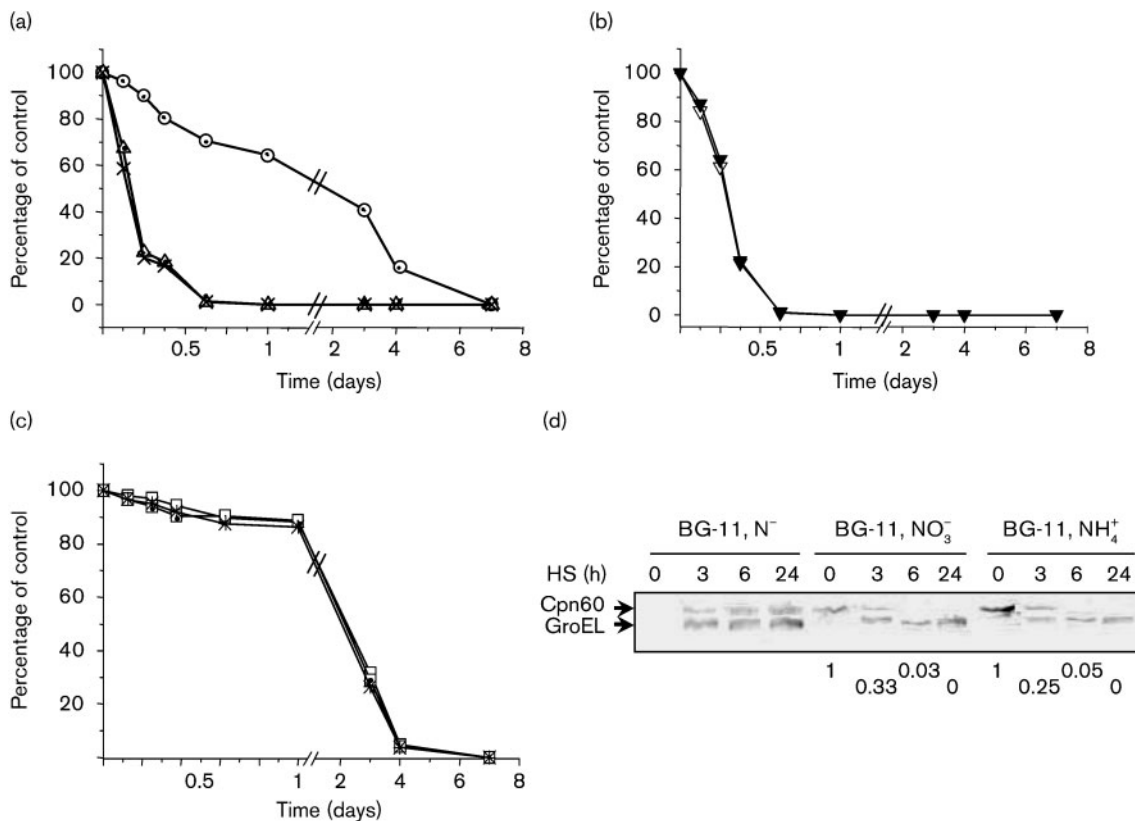 (a)
Percentage of control
100
80
60
40
20
0
0.5 1 2 4 6 8
Time (days)
(b)
Percentage of control
100
80
60
40
20
0
0.5 1 2 4 6 8
Time (days)
(c)
Percentage of control
100
80
60
40
20
0.5 1 2 4 6 8
Time (days)
(d)
BG-11, N⁻ BG-11, NO₃⁻ BG-11, NH₄⁺
HS (h) 0 3 6 24 0 3 6 24 0 3 6 24
Cpn60
GroEL
1 0.33 0.03 0 1 0.25 0.05 0